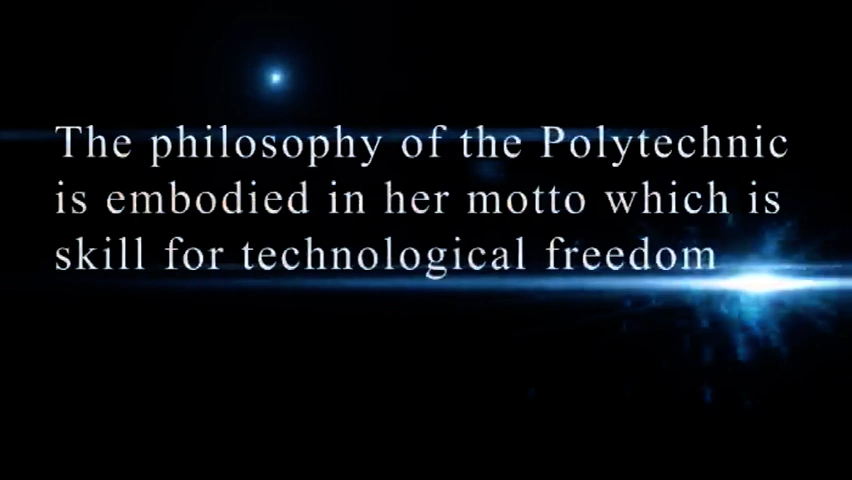 The philosophy of the Polytechnic
is embodied in her motto which is
skill for technological freedom